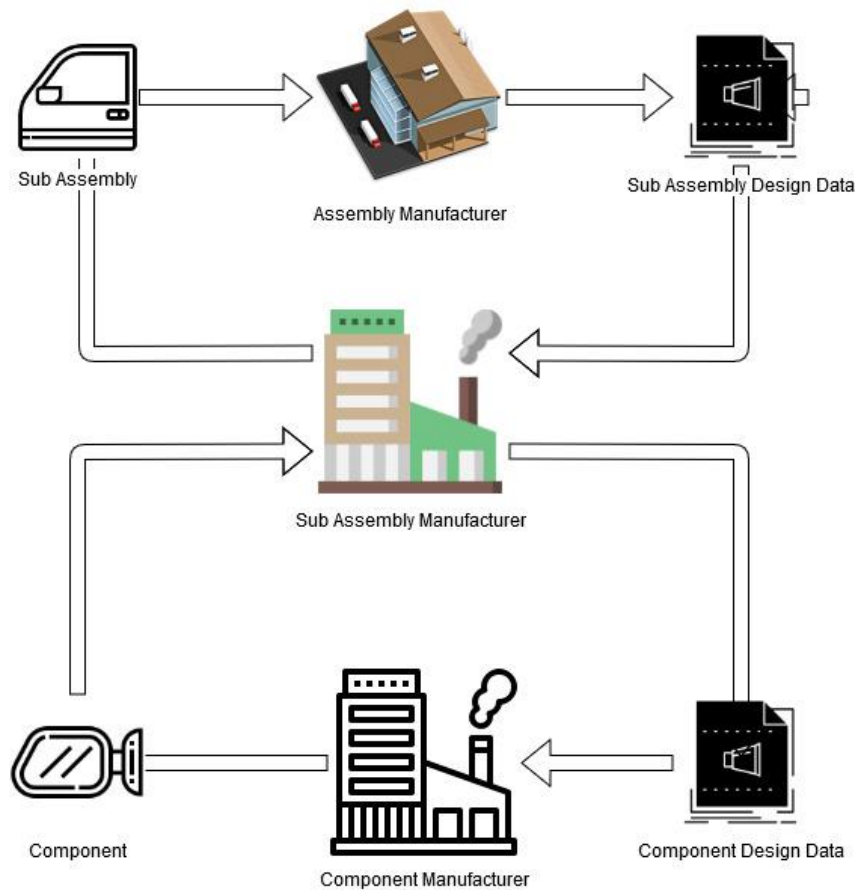 Sub Assembly
Sub Assembly Design Data
Assembly Manufacturer
Sub Assembly Manufacturer
Component
Component Design Data
Component Manufacturer